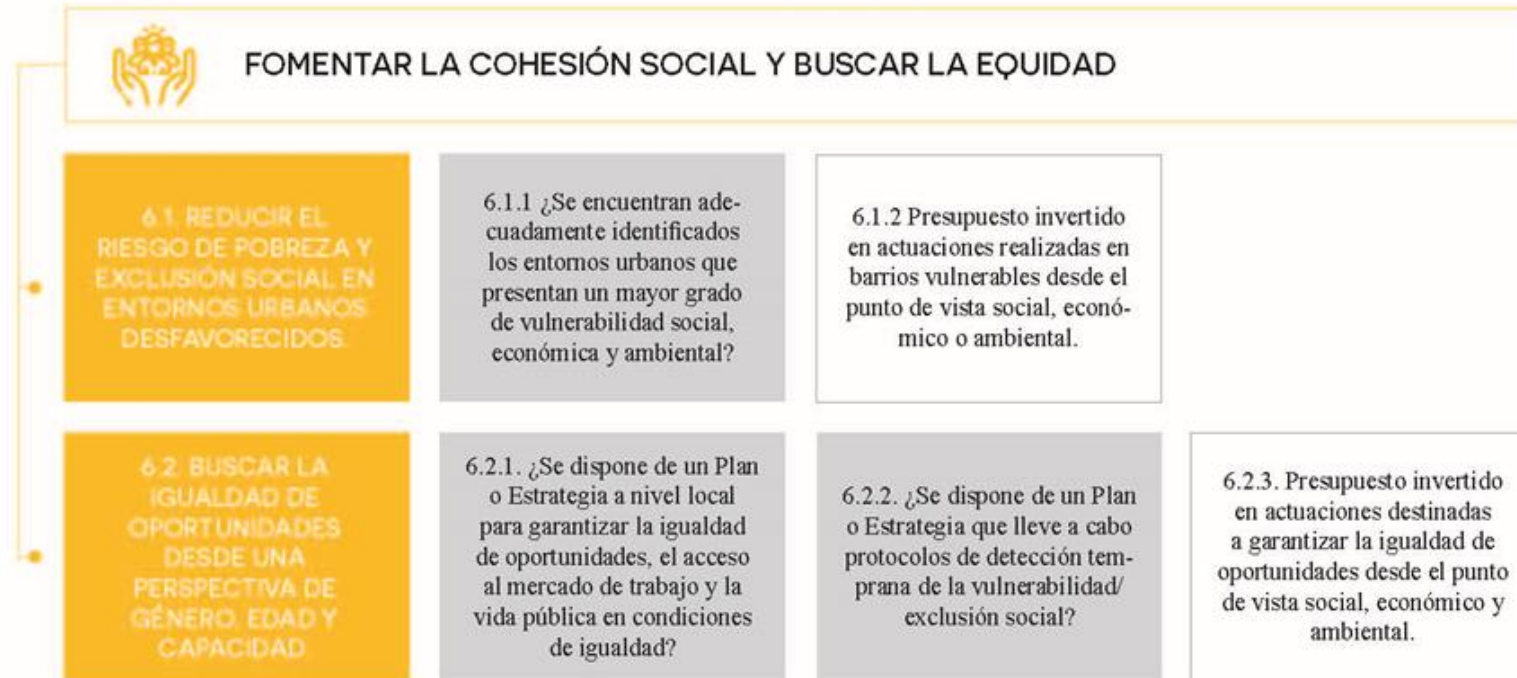 FOMENTAR LA COHESIÓN SOCIAL Y BUSCAR LA EQUIDAD
6.1. REDUCIR EL
RIESGO DE POBREZA Y
EXCLUSIÓN SOCIAL EN
ENTORNOS URBANOS
DESFAVORECIDOS.
6.1.1 ¿Se encuentran ade-
cuadamente identificados
los entornos urbanos que
presentan un mayor grado
de vulnerabilidad social,
económica y ambiental?
6.1.2 Presupuesto invertido
en actuaciones realizadas en
barrios vulnerables desde el
punto de vista social, econó-
mico o ambiental.
6.2. BUSCAR LA
IGUALDAD DE
OPORTUNIDADES
DESDE UNA
PERSPECTIVA DE
GÉNERO, EDAD Y
CAPACIDAD.
6.2.1. ¿Se dispone de un Plan
o Estrategia a nivel local
para garantizar la igualdad
de oportunidades, el acceso
al mercado de trabajo y la
vida pública en condiciones
de igualdad?
6.2.2. ¿Se dispone de un Plan
o Estrategia que lleve a cabo
protocolos de detección tem-
prana de la vulnerabilidad/
exclusión social?
6.2.3. Presupuesto invertido
en actuaciones destinadas
a garantizar la igualdad de
oportunidades desde el punto
de vista social, económico y
ambiental.